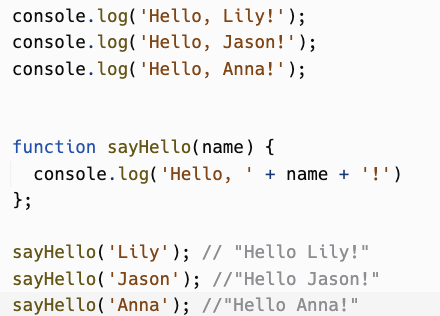 console.log('Hello, Lily!');
console.log('Hello, Jason!');
console.log('Hello, Anna!');
function sayHello(name) {
  console.log('Hello, ' + name + '!')
};
sayHello('Lily'); // "Hello Lily!"
sayHello('Jason'); //"Hello Jason!"
sayHello('Anna'); //"Hello Anna!"